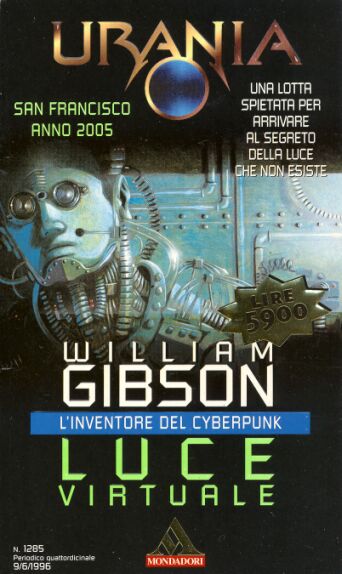 URANIA
SAN FRANCISCO
ANNO 2005
UNA LOTTA
SPIETATA PER
ARRIVARE
AL SEGRETO
DELLA LUCE
CHE NON ESISTE
LIRE
5900
WILLIAM
GIBSON
L'INVENTORE DEL CYBERPUNK
LUCE
VIRTUALE
N. 1285
Periodico quattordicinale
9/6/1996
MONDADORI